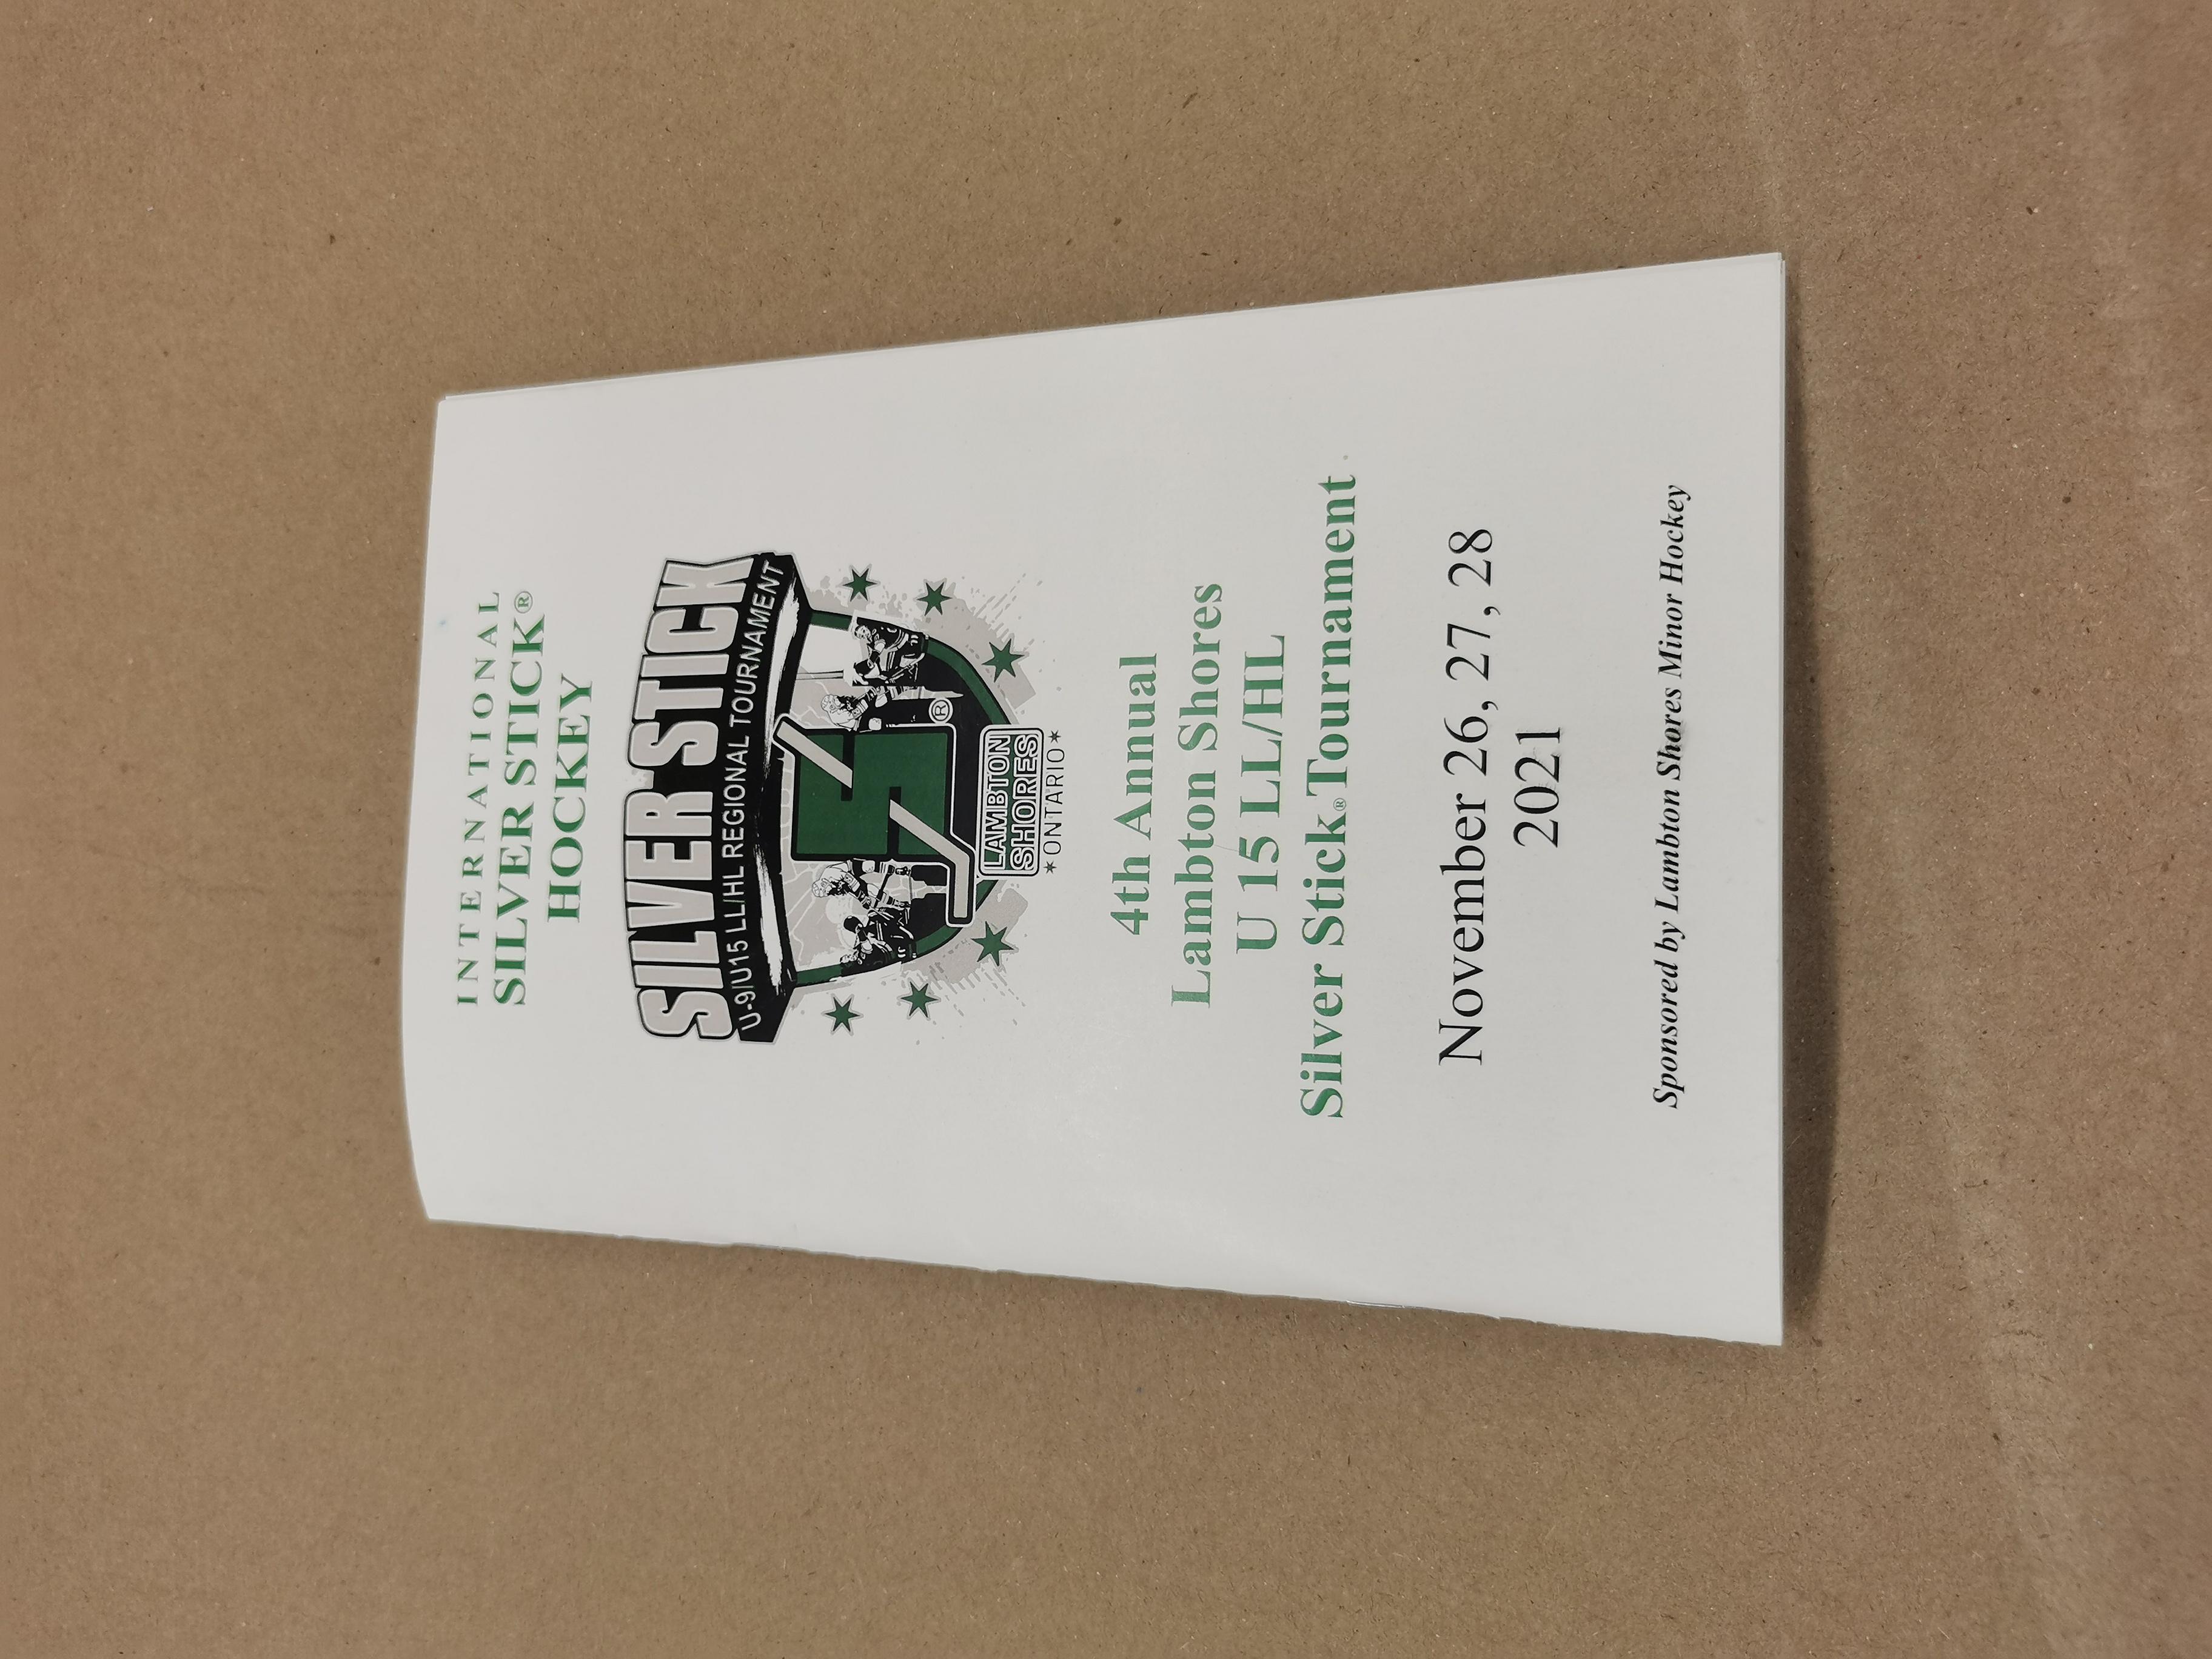 INTERNATIONAL
SILVER STICK®
HOCKEY
SILVER STICK
U-9/U15 LL/HL REGIONAL TOURNAMENT
S ®
LAMBTON
SHORES
*ONTARIO*
4th Annual
Lambton Shores
U 15 LL/HL
Silver Stick®Tournament
November 26, 27, 28
2021
Sponsored by Lambton Shores Minor Hockey